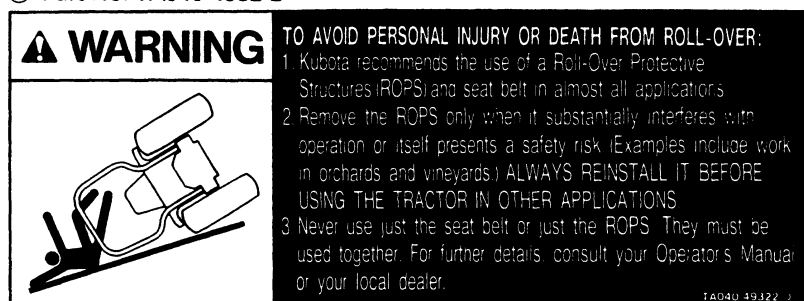 WARNING
TO AVOID PERSONAL INJURY OR DEATH FROM ROLL-OVER:
1. Kubota recommends the use of a Roll-Over Protective
Structures (ROPS) and seat belt in almost all applications
2. Remove the ROPS only when it substantially interferes with
operation or itself presents a safety risk (Examples include work
in orchards and vineyards.) ALWAYS REINSTALL IT BEFORE
USING THE TRACTOR IN OTHER APPLICATIONS
3. Never use just the seat belt or just the ROPS. They must be
used together. For further details, consult your Operator's Manual
or your local dealer.
TA040 49322